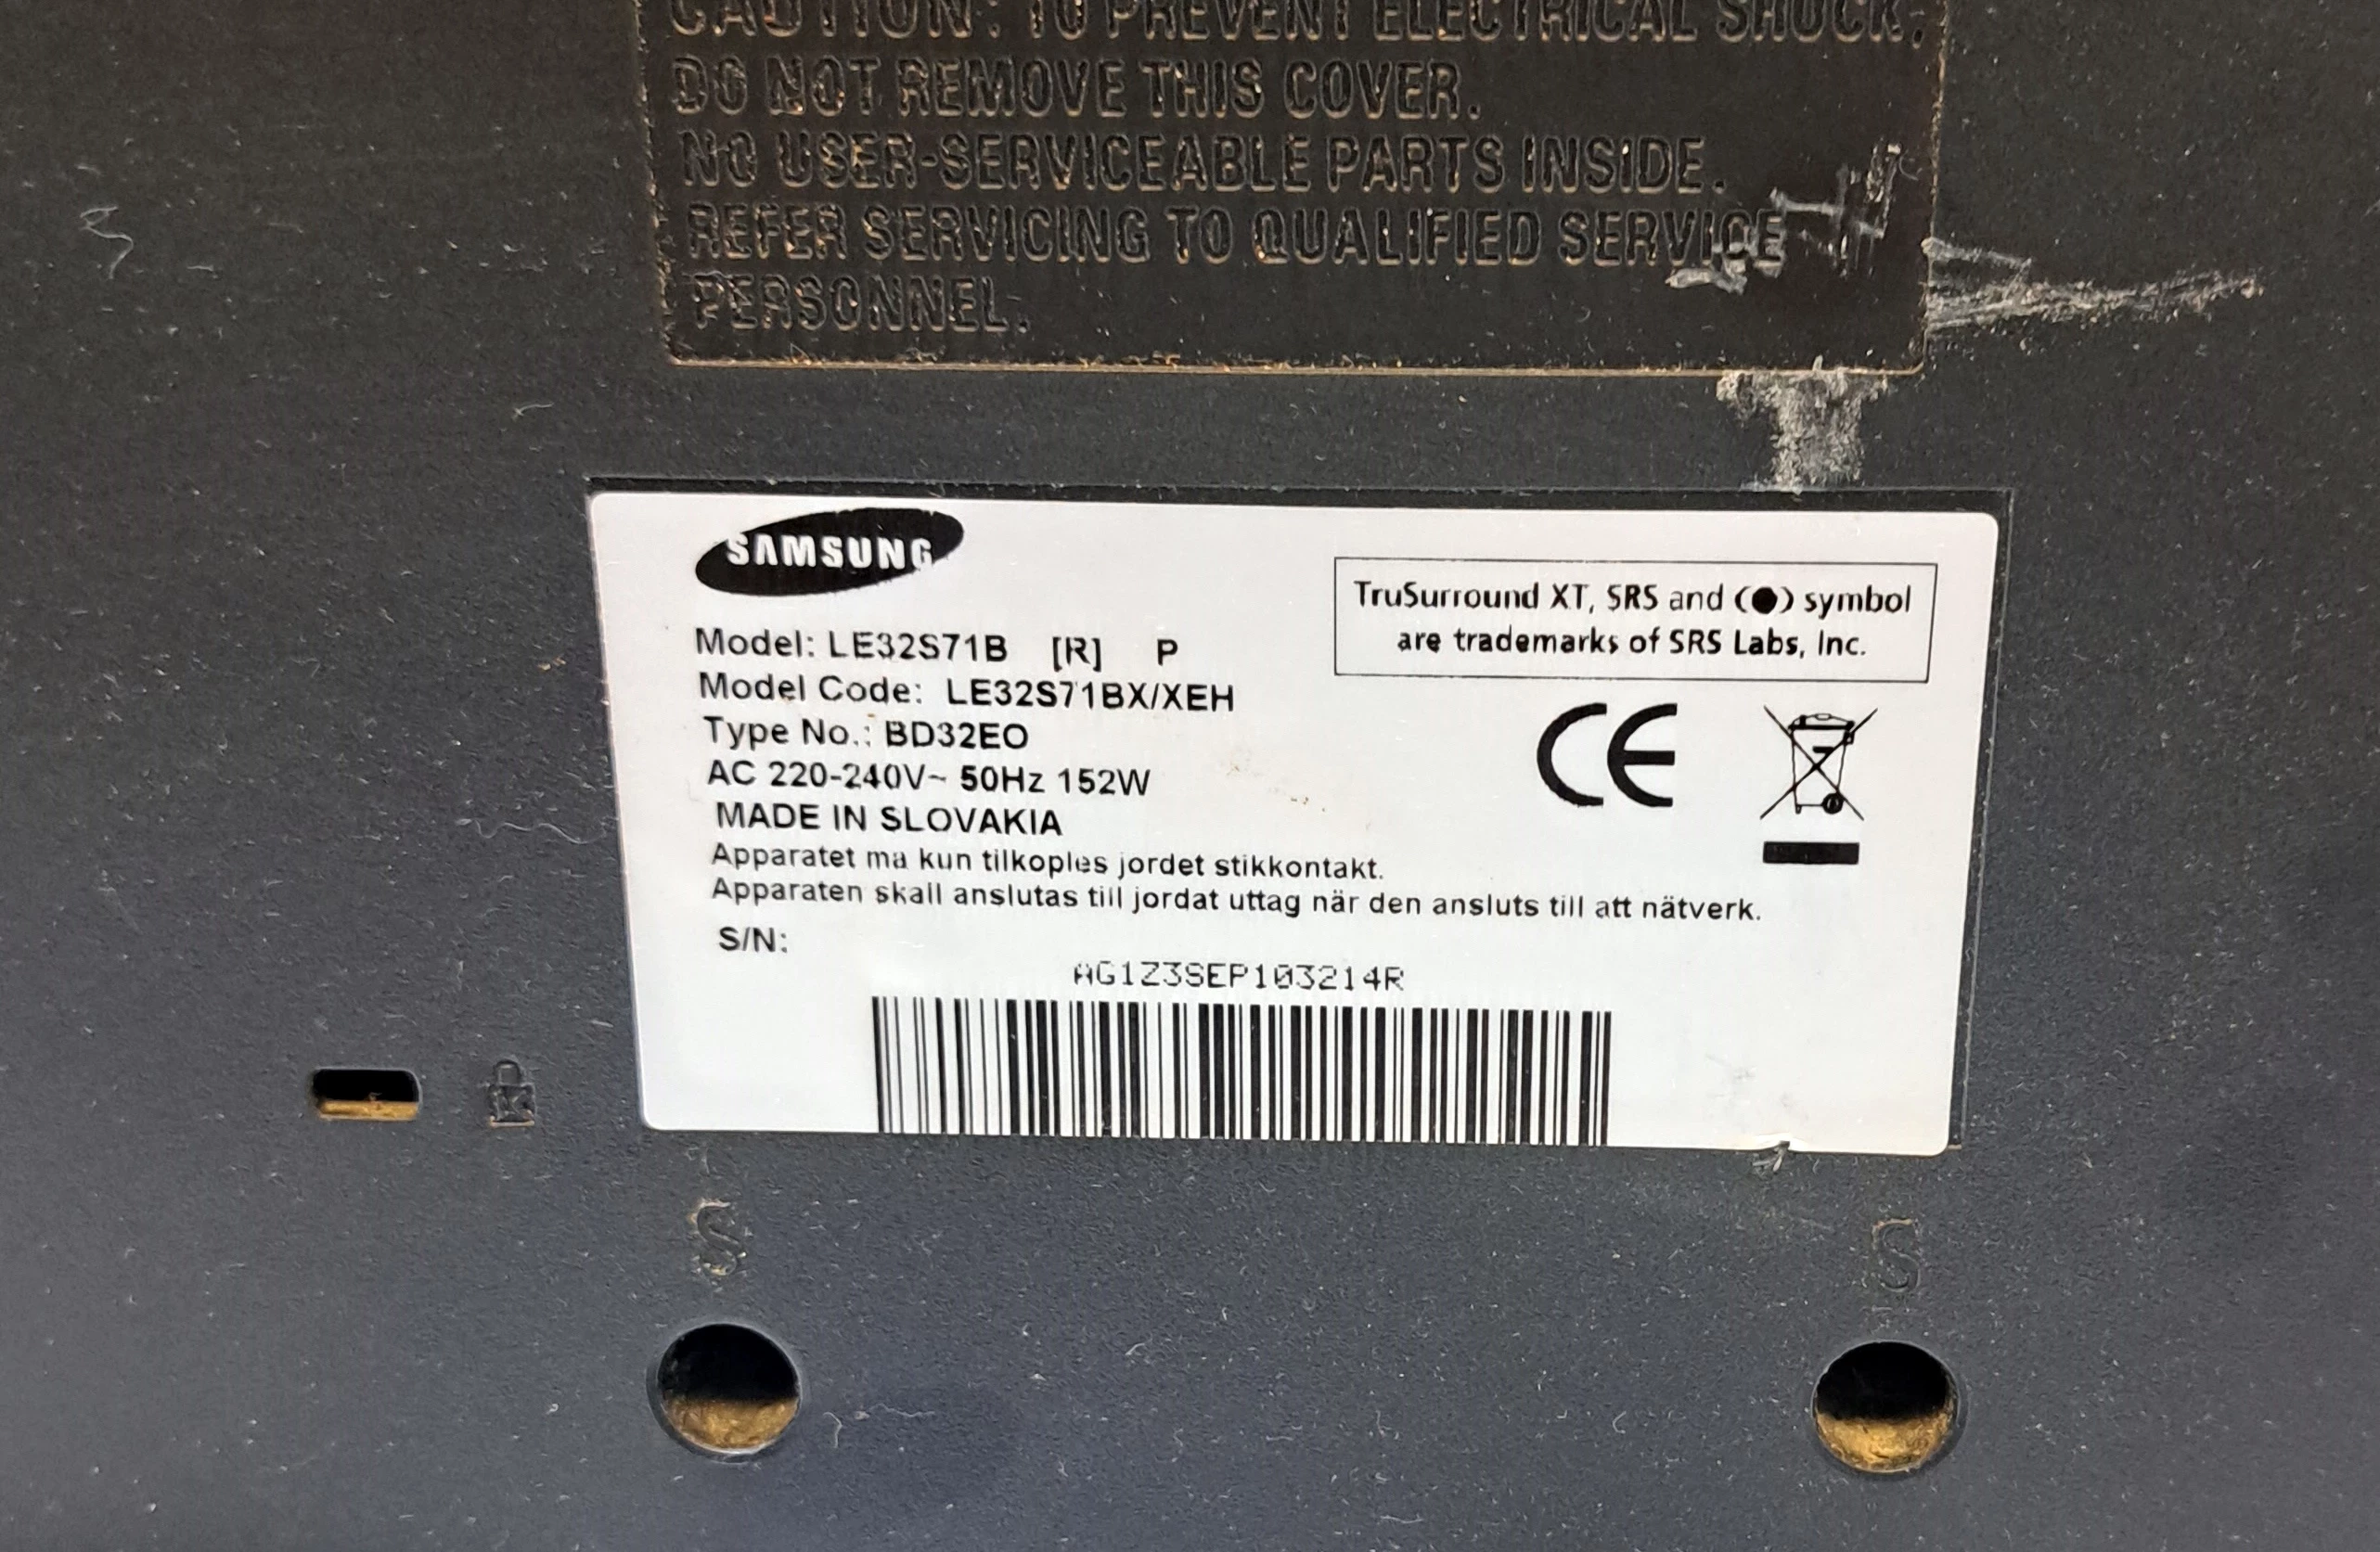 CAUTION: TO PREVENT ELECTRICAL SHOCK,
DO NOT REMOVE THIS COVER.
NO USER-SERVICEABLE PARTS INSIDE.
REFER SERVICING TO QUALIFIED SERVICE
PERSONNEL.
SAMSUNG
TruSurround XT, SRS and (●) symbol
are trademarks of SRS Labs, Inc.
Model: LE32S71B [R] P
Model Code: LE32S71BX/XEH
Type No.: BD32EO
AC 220-240V~ 50Hz 152W
MADE IN SLOVAKIA
CE
Apparatet ma kun tilkoples jordet stikkontakt.
Apparaten skall anslutas till jordat uttag när den ansluts till att nätverk.
S/N:
AG1Z3SEP103214R
K
S
S